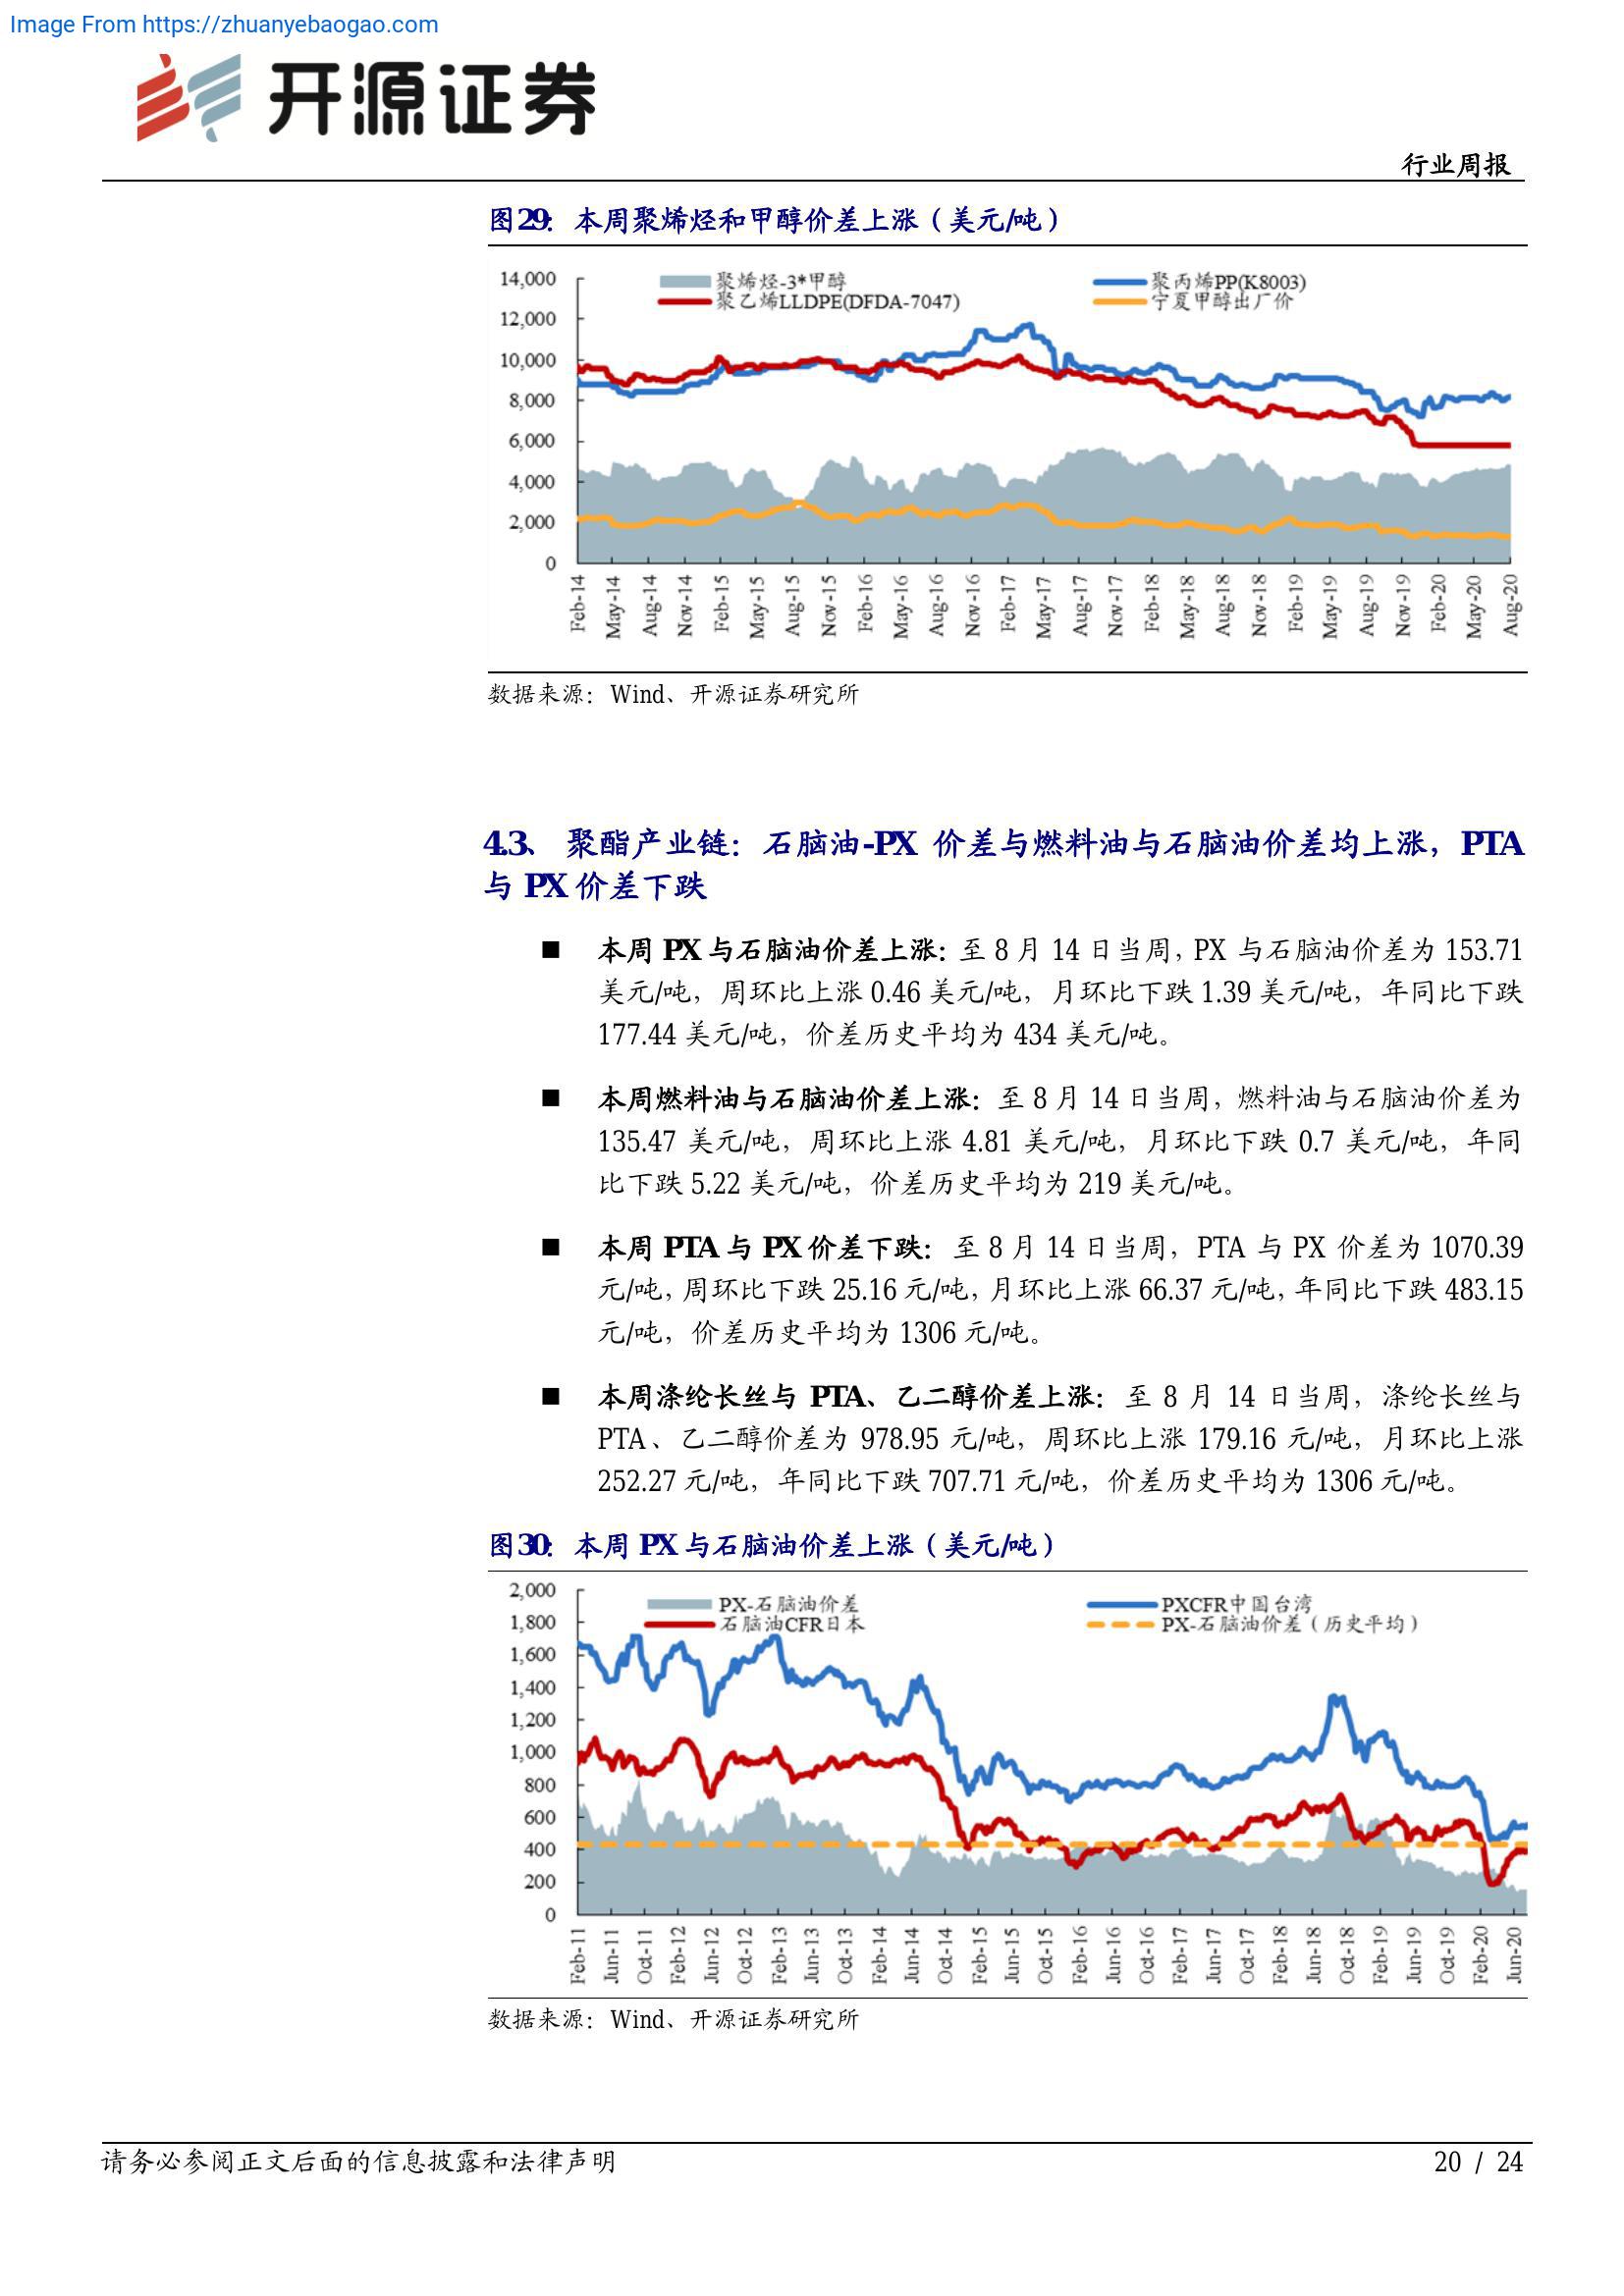 Image From https://zhuanyebaogao.com
开源证券
行业周报
图29：本周聚烯烃和甲醇价差上涨（美元/吨）
聚烯烃-3*甲醇
聚丙烯PP(K8003)
聚乙烯LLDPE(DFDA-7047)
宁夏甲醇出厂价
14,000
12,000
10,000
8,000
6,000
4,000
2,000
0
Feb-14
May-14
Aug-14
Nov-14
Feb-15
May-15
Aug-15
Nov-15
Feb-16
May-16
Aug-16
Nov-16
Feb-17
May-17
Aug-17
Nov-17
Feb-18
May-18
Aug-18
Nov-18
Feb-19
May-19
Aug-19
Nov-19
Feb-20
May-20
Aug-20
数据来源：Wind、开源证券研究所
4.3、 聚酯产业链：石脑油-PX 价差与燃料油与石脑油价差均上涨，PTA
与 PX 价差下跌
■ 本周 PX 与石脑油价差上涨：至 8 月 14 日当周，PX 与石脑油价差为 153.71
美元/吨，周环比上涨 0.46 美元/吨，月环比下跌 1.39 美元/吨，年同比下跌
177.44 美元/吨，价差历史平均为 434 美元/吨。
■ 本周燃料油与石脑油价差上涨：至 8 月 14 日当周，燃料油与石脑油价差为
135.47 美元/吨，周环比上涨 4.81 美元/吨，月环比下跌 0.7 美元/吨，年同
比下跌 5.22 美元/吨，价差历史平均为 219 美元/吨。
■ 本周 PTA 与 PX 价差下跌：至 8 月 14 日当周，PTA 与 PX 价差为 1070.39
元/吨，周环比下跌 25.16 元/吨，月环比上涨 66.37 元/吨，年同比下跌 483.15
元/吨，价差历史平均为 1306 元/吨。
■ 本周涤纶长丝与 PTA、乙二醇价差上涨：至 8 月 14 日当周，涤纶长丝与
PTA、乙二醇价差为 978.95 元/吨，周环比上涨 179.16 元/吨，月环比上涨
252.27 元/吨，年同比下跌 707.71 元/吨，价差历史平均为 1306 元/吨。
图30：本周 PX 与石脑油价差上涨（美元/吨）
PX-石脑油价差
PXCFR中国台湾
石脑油CFR日本
PX-石脑油价差（历史平均）
2,000
1,800
1,600
1,400
1,200
1,000
800
600
400
200
0
Feb-11
Jun-11
Oct-11
Feb-12
Jun-12
Oct-12
Feb-13
Jun-13
Oct-13
Feb-14
Jun-14
Oct-14
Feb-15
Jun-15
Oct-15
Feb-16
Jun-16
Oct-16
Feb-17
Jun-17
Oct-17
Feb-18
Jun-18
Oct-18
Feb-19
Jun-19
Oct-19
Feb-20
Jun-20
数据来源：Wind、开源证券研究所
请务必参阅正文后面的信息披露和法律声明
20 / 24